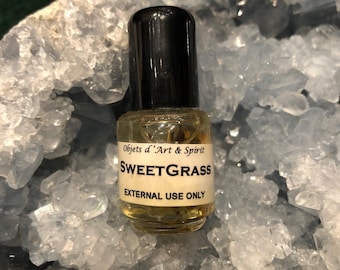 Objets d'Art & Spirit
SWEETGRASS
EXTERNAL USE ONLY